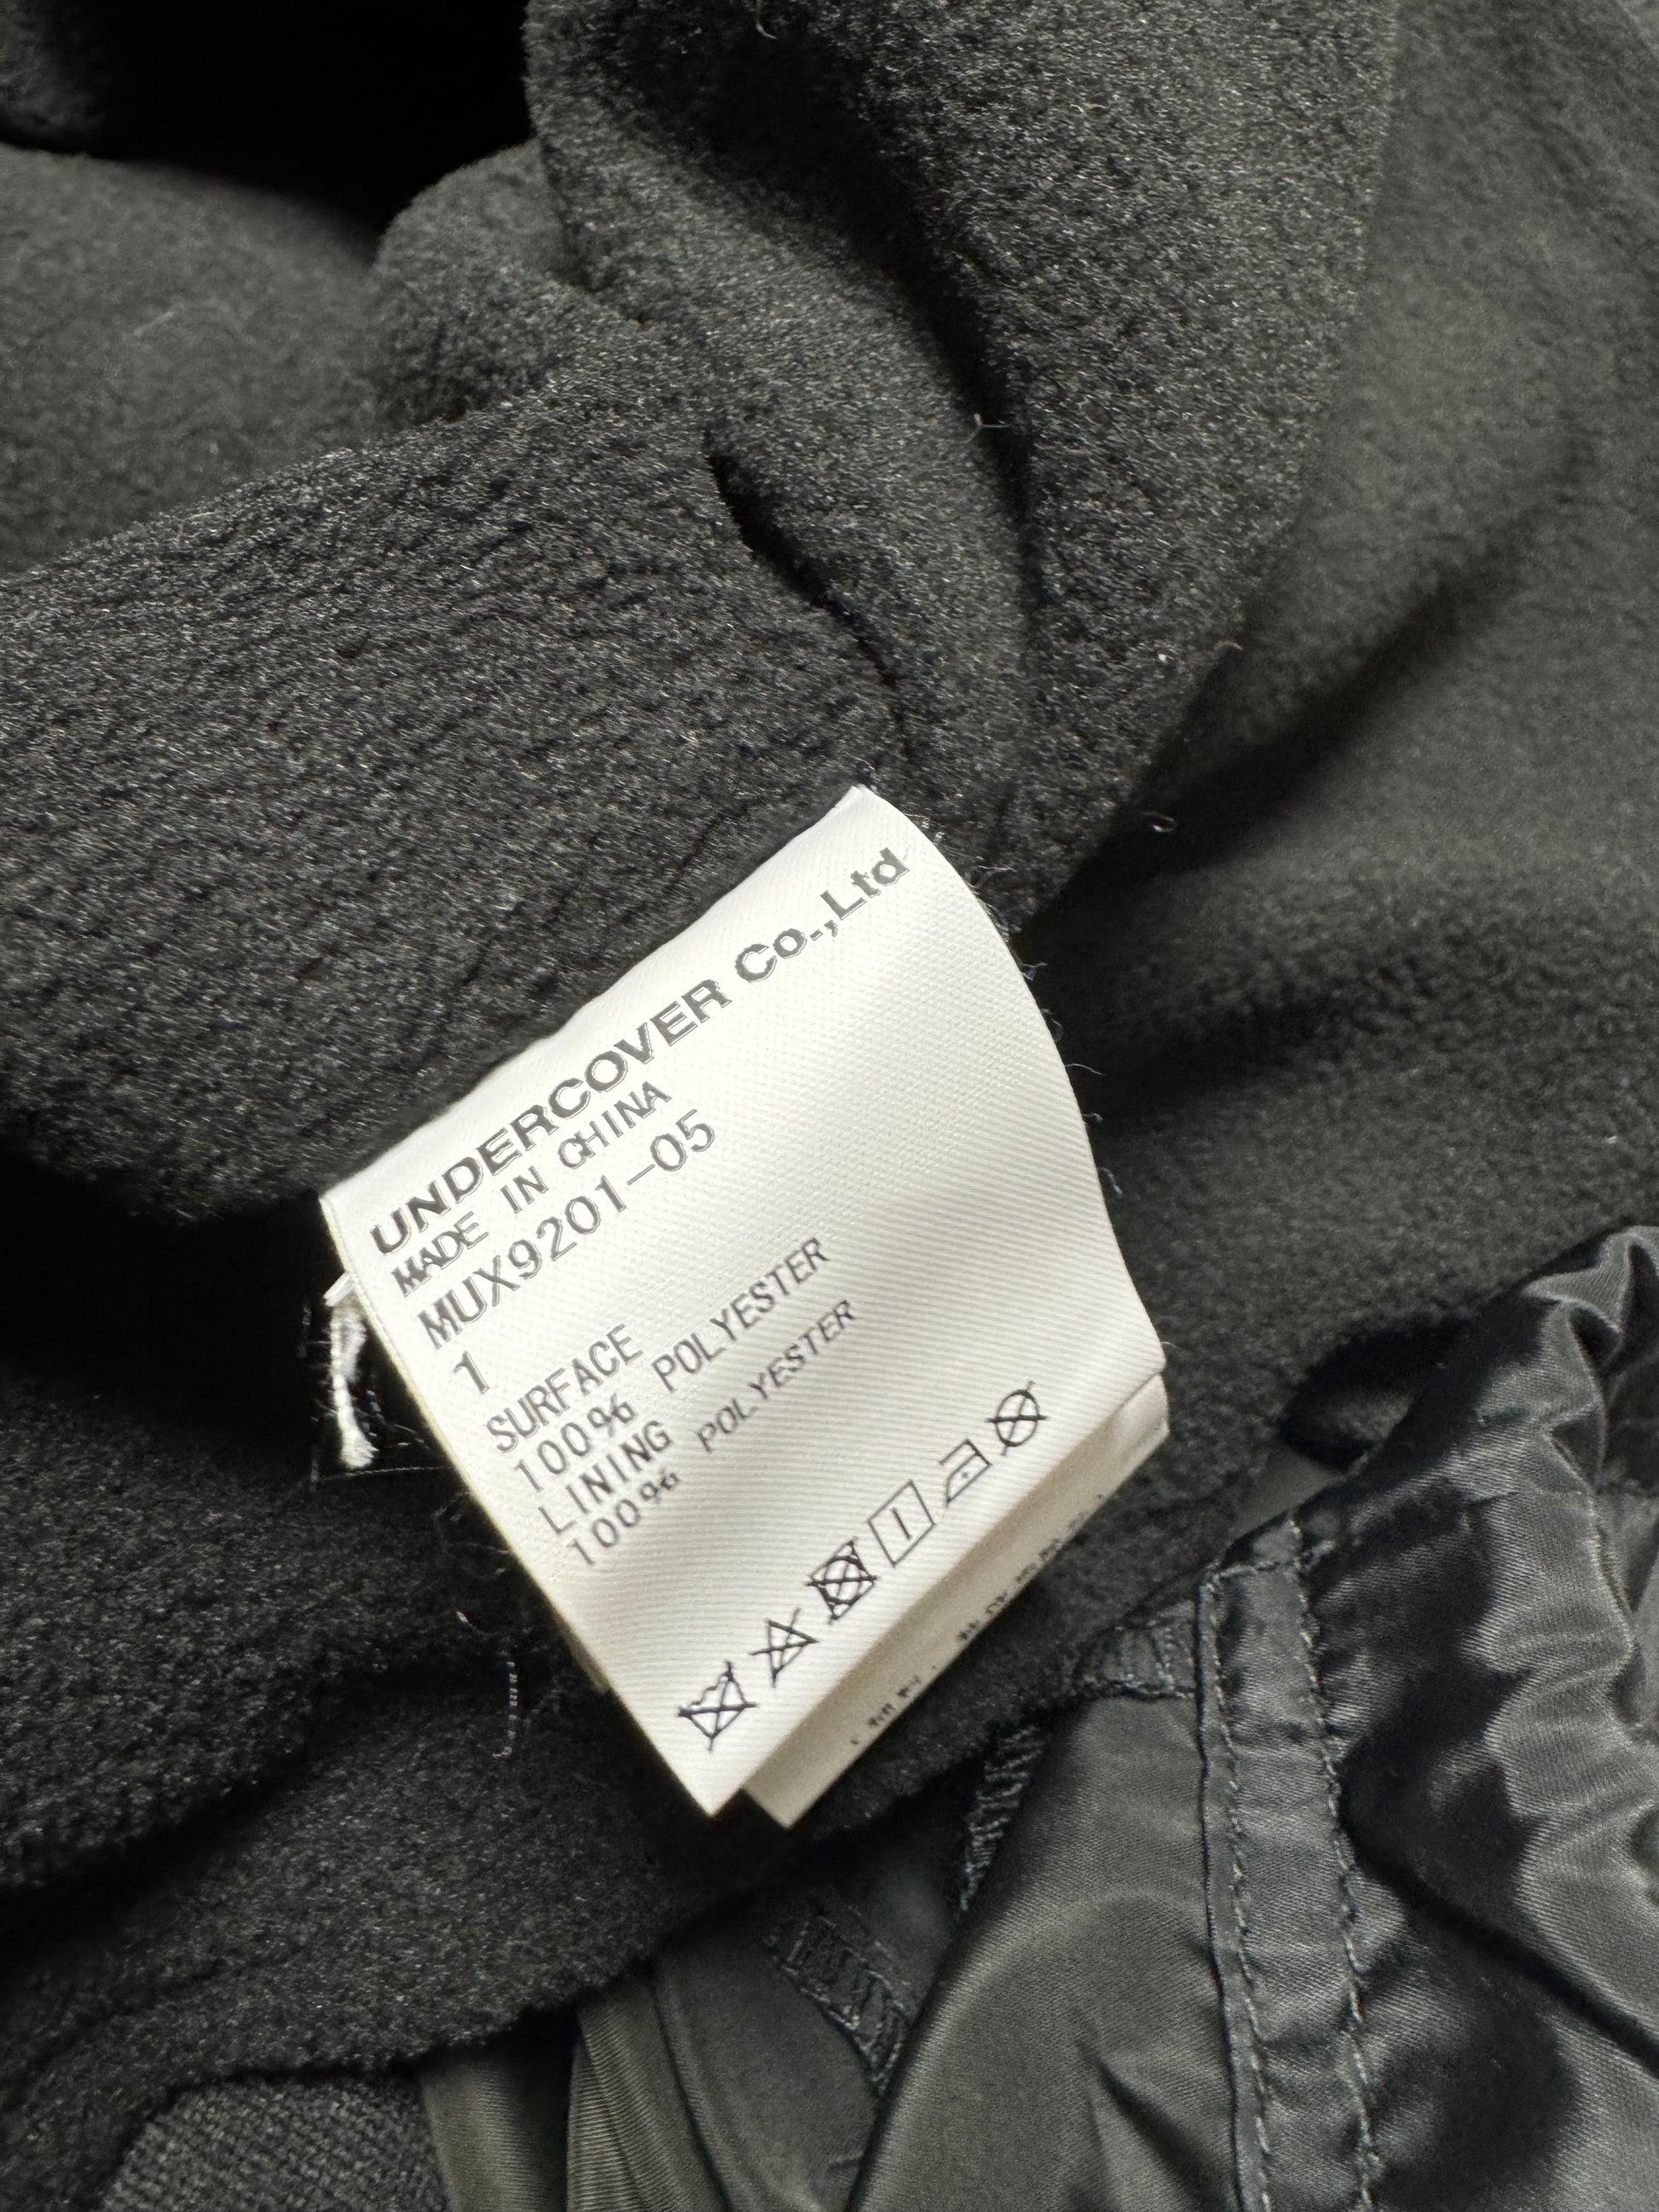 UNDERCOVER Co.,Ltd
MADE IN CHINA
MUX9201-05
1
SURFACE
100% POLYESTER
LINING
100% POLYESTER